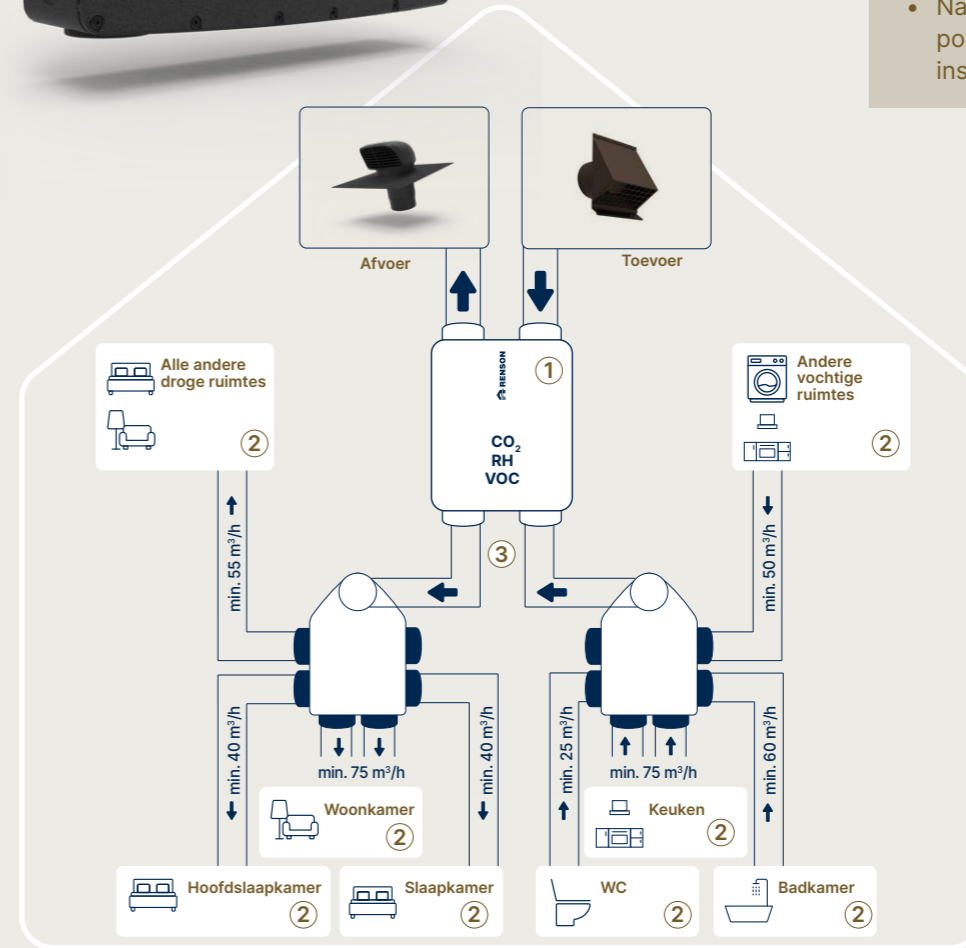 • Na
po
ins
Afvoer
Toevoer
Alle andere
droge ruimtes
2
RENSON
1
CO₂
RH
VOC
Andere
vochtige
ruimtes
2
3
min. 55 m³/h
min. 50 m³/h
min. 40 m³/h
min. 75 m³/h
min. 40 m³/h
min. 25 m³/h
min. 75 m³/h
min. 60 m³/h
Woonkamer
2
Keuken
2
Hoofdslaapkamer
2
Slaapkamer
2
WC
2
Badkamer
2